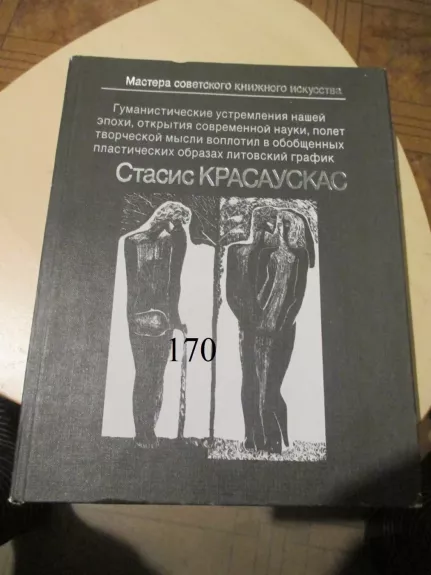 Мастера советского книжного искусства
Гуманистические устремления нашей
эпохи, открытия современной науки, полет
творческой мысли воплотил в обобщенных
пластических образах литовский график
Стасис КРАСАУСКАС
170